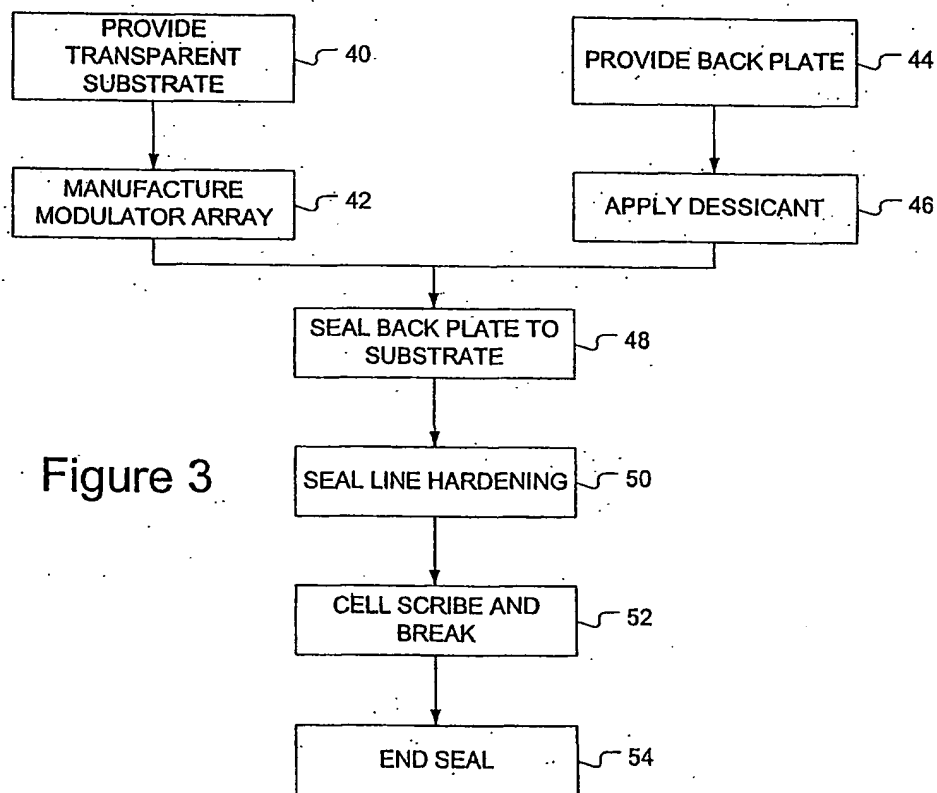 PROVIDE
TRANSPARENT
SUBSTRATE
40
PROVIDE BACK PLATE
44
MANUFACTURE
MODULATOR ARRAY
42
APPLY DESSICANT
46
SEAL BACK PLATE TO
SUBSTRATE
48
Figure 3
SEAL LINE HARDENING
50
CELL SCRIBE AND
BREAK
52
END SEAL
54